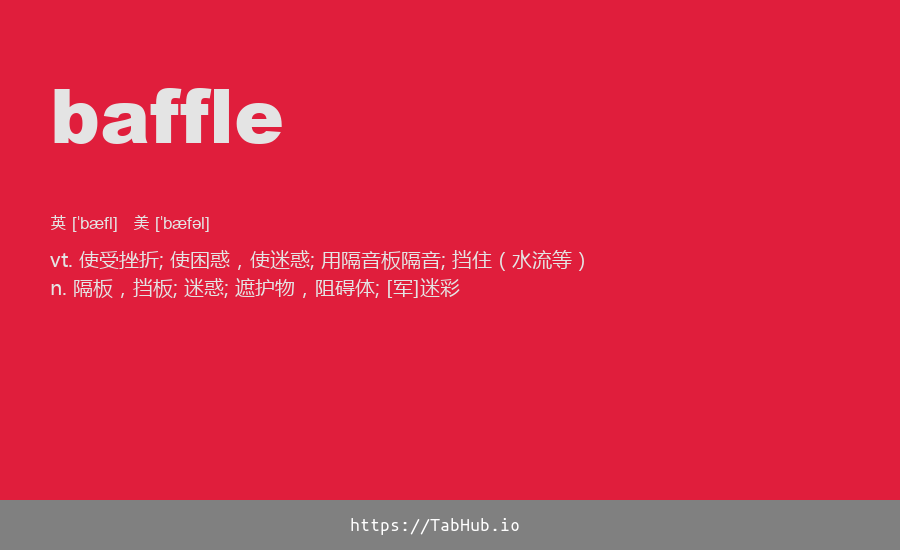 baffle
英 ['bæfl] 美 ['bæfəl]
vt. 使受挫折; 使困惑，使迷惑; 用隔音板隔音; 挡住（水流等）
n. 隔板，挡板; 迷惑; 遮护物，阻碍体; [军]迷彩
https://TabHub.io